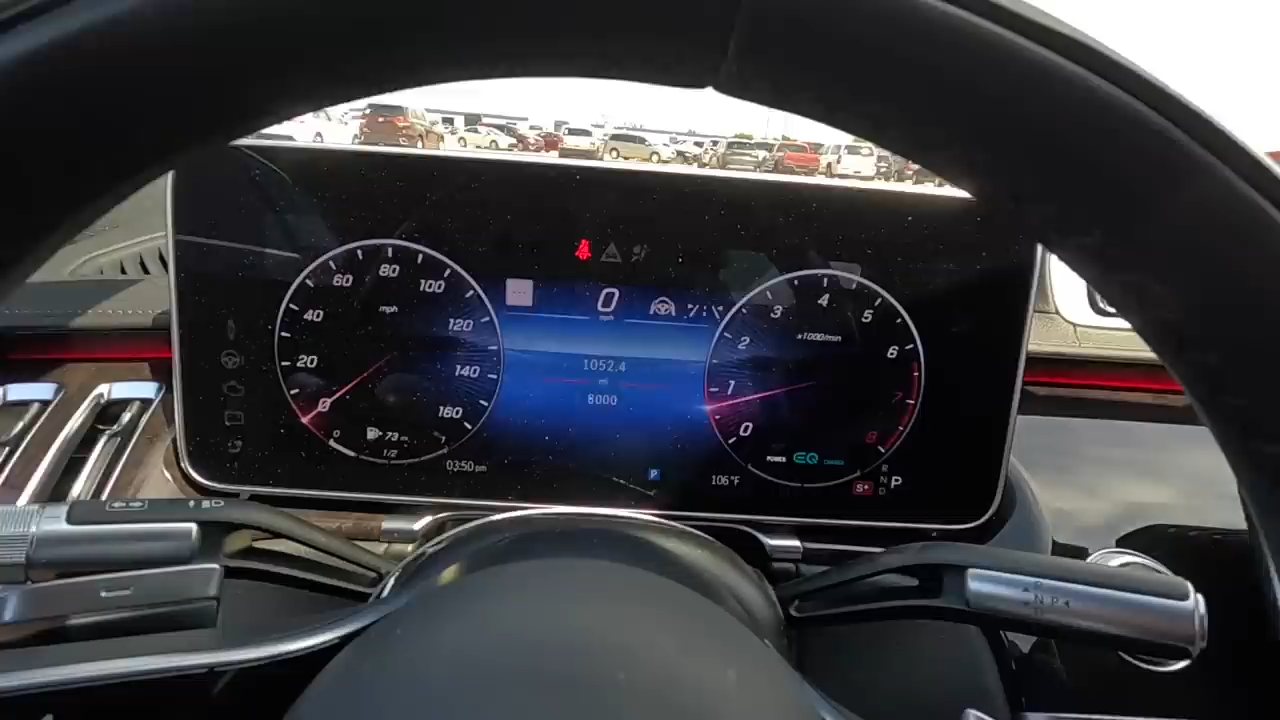 60 80 100
40 mph 120
20 140
0 160
0 73 mi 1
1/2
03:50 pm
0
mph
1052.4
mi
8000
P
106°F
3 4 5
2 x1000/min 6
1 7
0 8
POWER EQ CHARGE
S+
R
N
D
P
N P